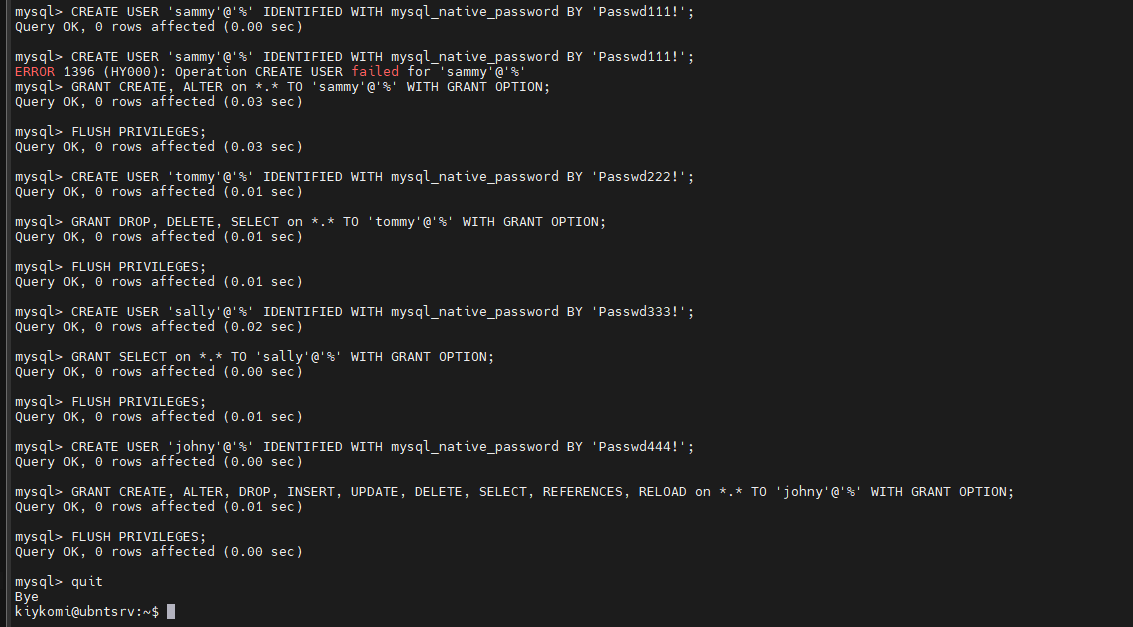 mysql> CREATE USER 'sammy'@'%' IDENTIFIED WITH mysql_native_password BY 'Passwd111!';
Query OK, 0 rows affected (0.00 sec)
mysql> CREATE USER 'sammy'@'%' IDENTIFIED WITH mysql_native_password BY 'Passwd111!';
ERROR 1396 (HY000): Operation CREATE USER failed for 'sammy'@'%'
mysql> GRANT CREATE, ALTER on *.* TO 'sammy'@'%' WITH GRANT OPTION;
Query OK, 0 rows affected (0.03 sec)
mysql> FLUSH PRIVILEGES;
Query OK, 0 rows affected (0.03 sec)
mysql> CREATE USER 'tommy'@'%' IDENTIFIED WITH mysql_native_password BY 'Passwd222!';
Query OK, 0 rows affected (0.01 sec)
mysql> GRANT DROP, DELETE, SELECT on *.* TO 'tommy'@'%' WITH GRANT OPTION;
Query OK, 0 rows affected (0.01 sec)
mysql> FLUSH PRIVILEGES;
Query OK, 0 rows affected (0.01 sec)
mysql> CREATE USER 'sally'@'%' IDENTIFIED WITH mysql_native_password BY 'Passwd333!';
Query OK, 0 rows affected (0.02 sec)
mysql> GRANT SELECT on *.* TO 'sally'@'%' WITH GRANT OPTION;
Query OK, 0 rows affected (0.00 sec)
mysql> FLUSH PRIVILEGES;
Query OK, 0 rows affected (0.01 sec)
mysql> CREATE USER 'johny'@'%' IDENTIFIED WITH mysql_native_password BY 'Passwd444!';
Query OK, 0 rows affected (0.00 sec)
mysql> GRANT CREATE, ALTER, DROP, INSERT, UPDATE, DELETE, SELECT, REFERENCES, RELOAD on *.* TO 'johny'@'%' WITH GRANT OPTION;
Query OK, 0 rows affected (0.01 sec)
mysql> FLUSH PRIVILEGES;
Query OK, 0 rows affected (0.00 sec)
mysql> quit
Bye
kiykomi@ubntsrv:~$